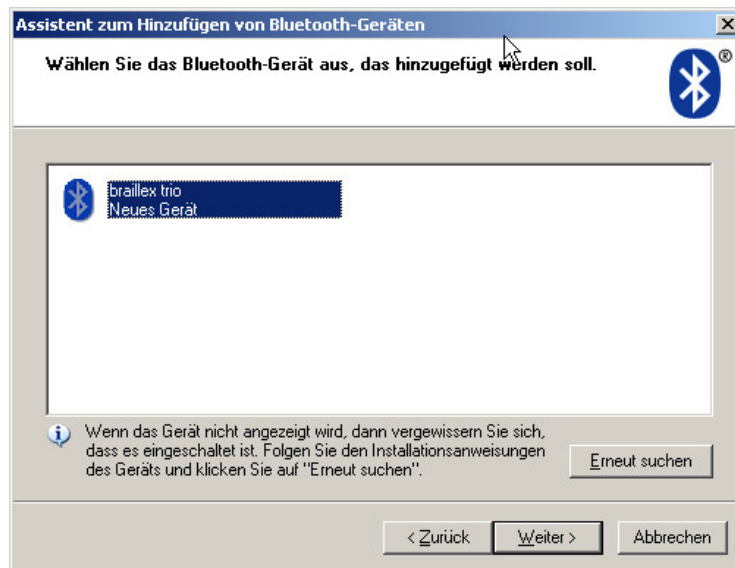 Assistent zum Hinzufügen von Bluetooth-Geräten
Wählen Sie das Bluetooth-Gerät aus, das hinzugefügt werden soll.
®
braillex trio
Neues Gerät
Wenn das Gerät nicht angezeigt wird, dann vergewissern Sie sich,
dass es eingeschaltet ist. Folgen Sie den Installationsanweisungen
des Geräts und klicken Sie auf "Erneut suchen".
Erneut suchen
< Zurück
Weiter >
Abbrechen